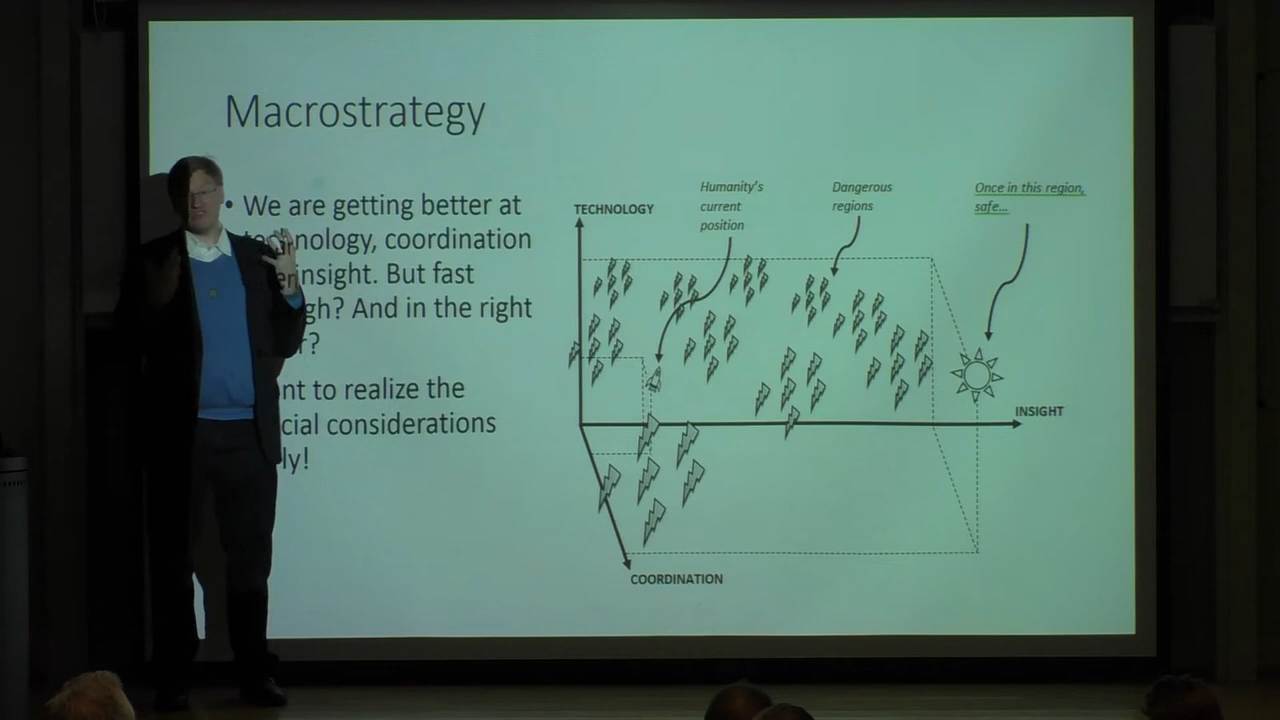 Macrostrategy
• We are getting better at
technology, coordination
insight. But fast
gh? And in the right
r?
nt to realize the
cial considerations
ly!
TECHNOLOGY
Humanity's
current
position
Dangerous
regions
Once in this region,
safe...
INSIGHT
COORDINATION